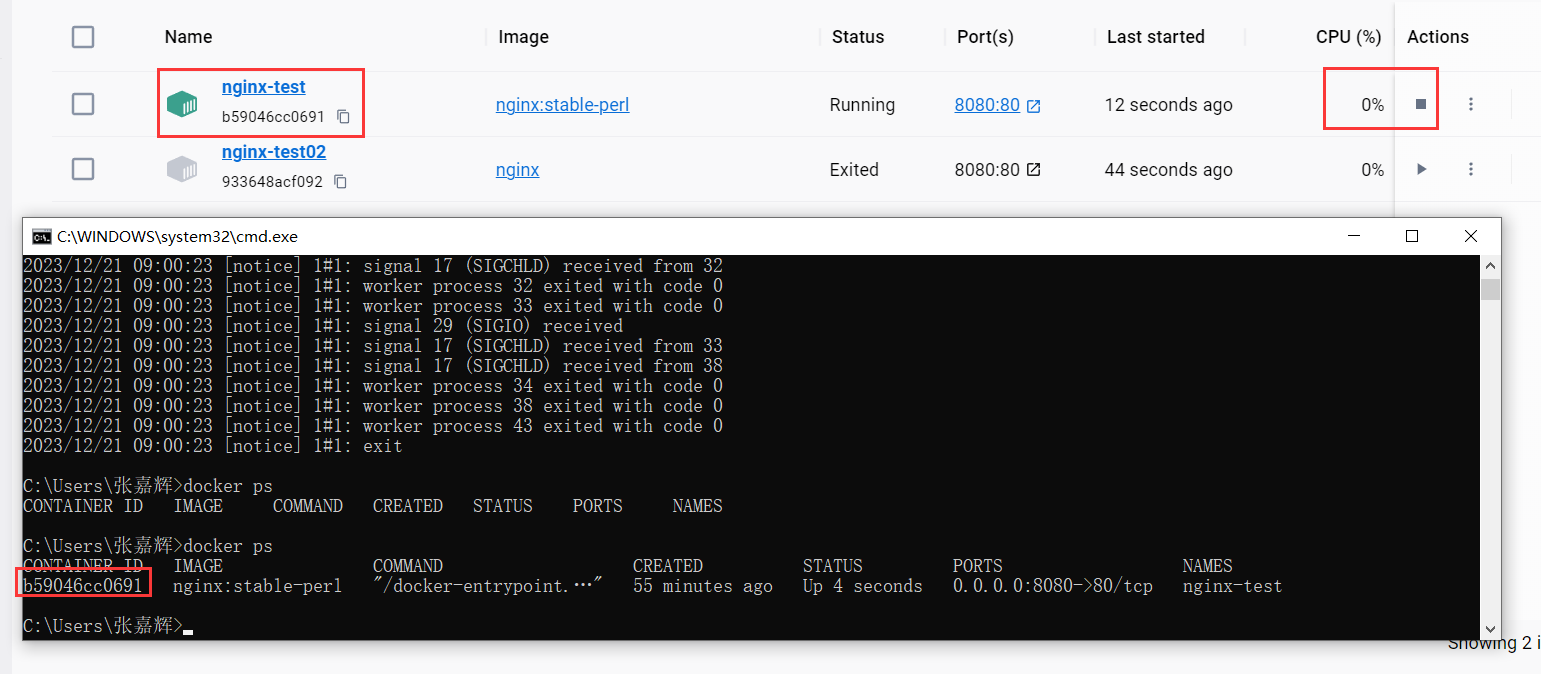 Name Image Status Port(s) Last started CPU (%) Actions
nginx-test
b59046cc0691
nginx:stable-perl Running 8080:80 12 seconds ago 0%
nginx-test02
933648acf092
nginx Exited 8080:80 44 seconds ago 0%
C:\WINDOWS\system32\cmd.exe
2023/12/21 09:00:23 [notice] 1#1: signal 17 (SIGCHLD) received from 32
2023/12/21 09:00:23 [notice] 1#1: worker process 32 exited with code 0
2023/12/21 09:00:23 [notice] 1#1: worker process 33 exited with code 0
2023/12/21 09:00:23 [notice] 1#1: signal 29 (SIGIO) received
2023/12/21 09:00:23 [notice] 1#1: signal 17 (SIGCHLD) received from 33
2023/12/21 09:00:23 [notice] 1#1: signal 17 (SIGCHLD) received from 38
2023/12/21 09:00:23 [notice] 1#1: worker process 34 exited with code 0
2023/12/21 09:00:23 [notice] 1#1: worker process 38 exited with code 0
2023/12/21 09:00:23 [notice] 1#1: worker process 43 exited with code 0
2023/12/21 09:00:23 [notice] 1#1: exit
C:\Users\张嘉辉>docker ps
CONTAINER ID IMAGE COMMAND CREATED STATUS PORTS NAMES
C:\Users\张嘉辉>docker ps
CONTAINER ID IMAGE COMMAND CREATED STATUS PORTS NAMES
b59046cc0691 nginx:stable-perl "/docker-entrypoint.…" 55 minutes ago Up 4 seconds 0.0.0.0:8080->80/tcp nginx-test
C:\Users\张嘉辉>
Showing 2 i